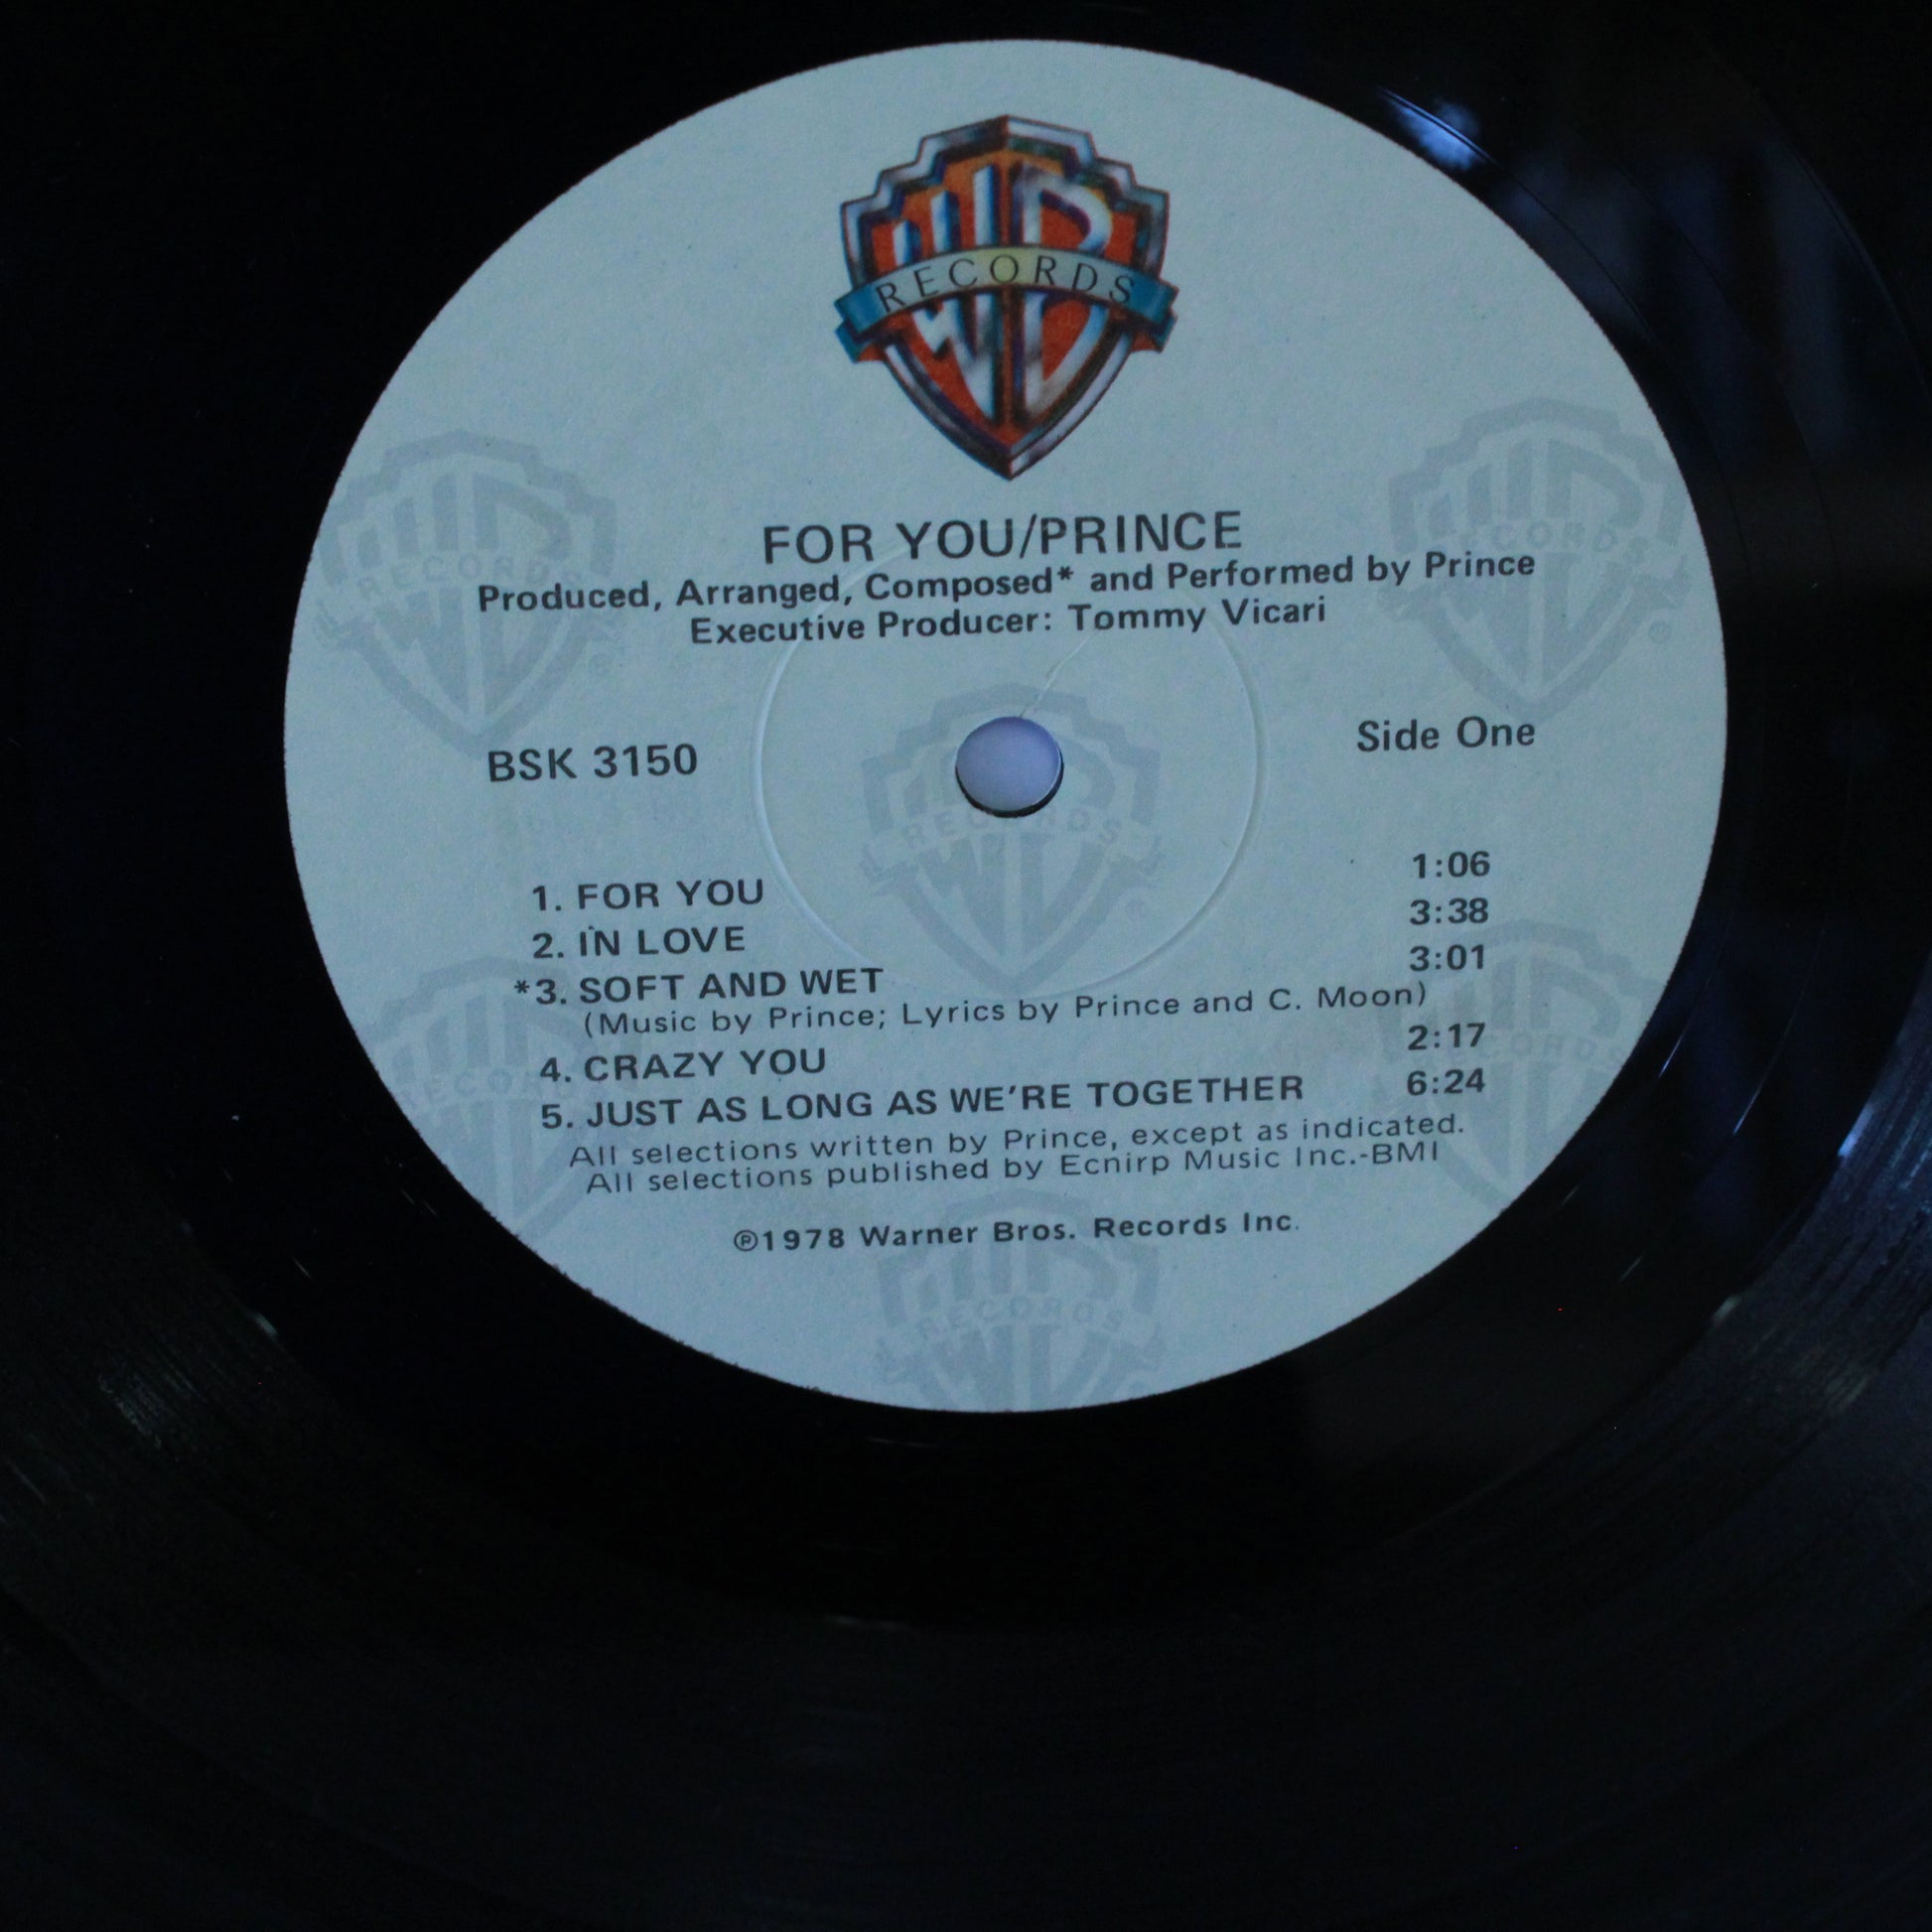 WB
RECORDS
FOR YOU/PRINCE
Produced, Arranged, Composed* and Performed by Prince
Executive Producer: Tommy Vicari
BSK 3150
Side One
1. FOR YOU 1:06
2. IN LOVE 3:38
*3. SOFT AND WET 3:01
(Music by Prince; Lyrics by Prince and C. Moon)
4. CRAZY YOU 2:17
5. JUST AS LONG AS WE'RE TOGETHER 6:24
All selections written by Prince, except as indicated.
All selections published by Ecnirp Music Inc.-BMI
℗1978 Warner Bros. Records Inc.